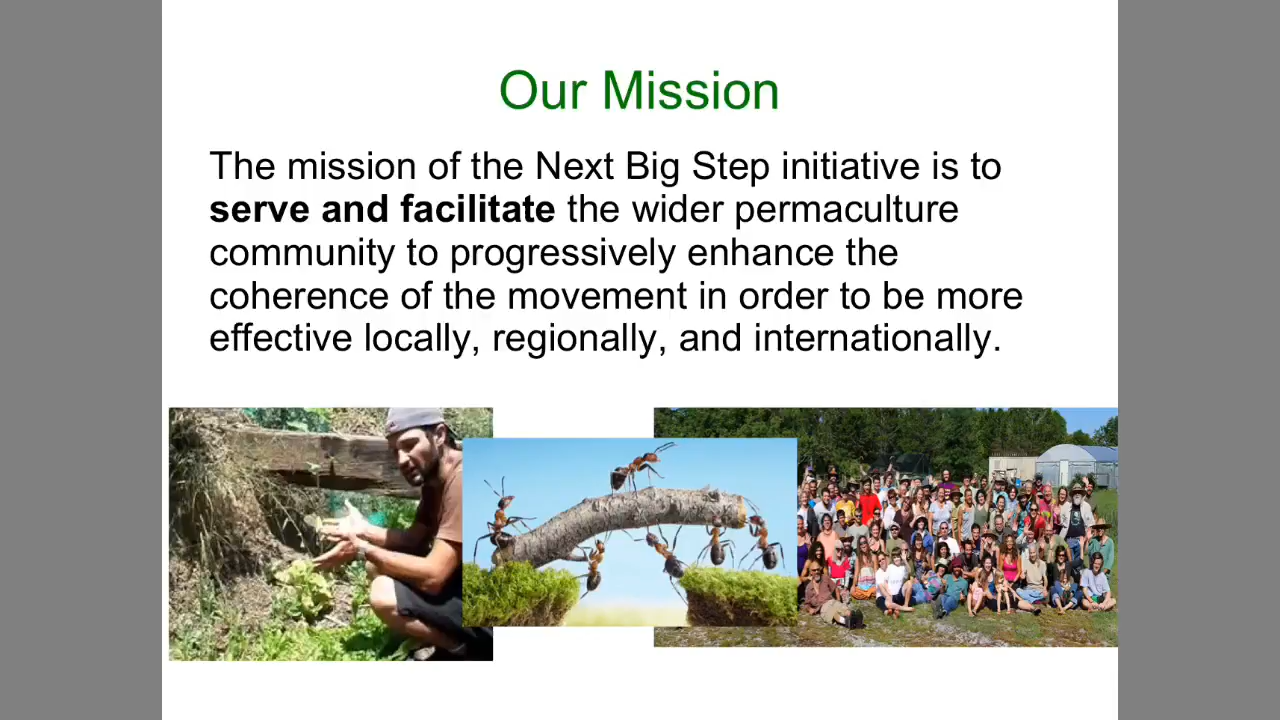 Our Mission
The mission of the Next Big Step initiative is to
serve and facilitate the wider permaculture
community to progressively enhance the
coherence of the movement in order to be more
effective locally, regionally, and internationally.